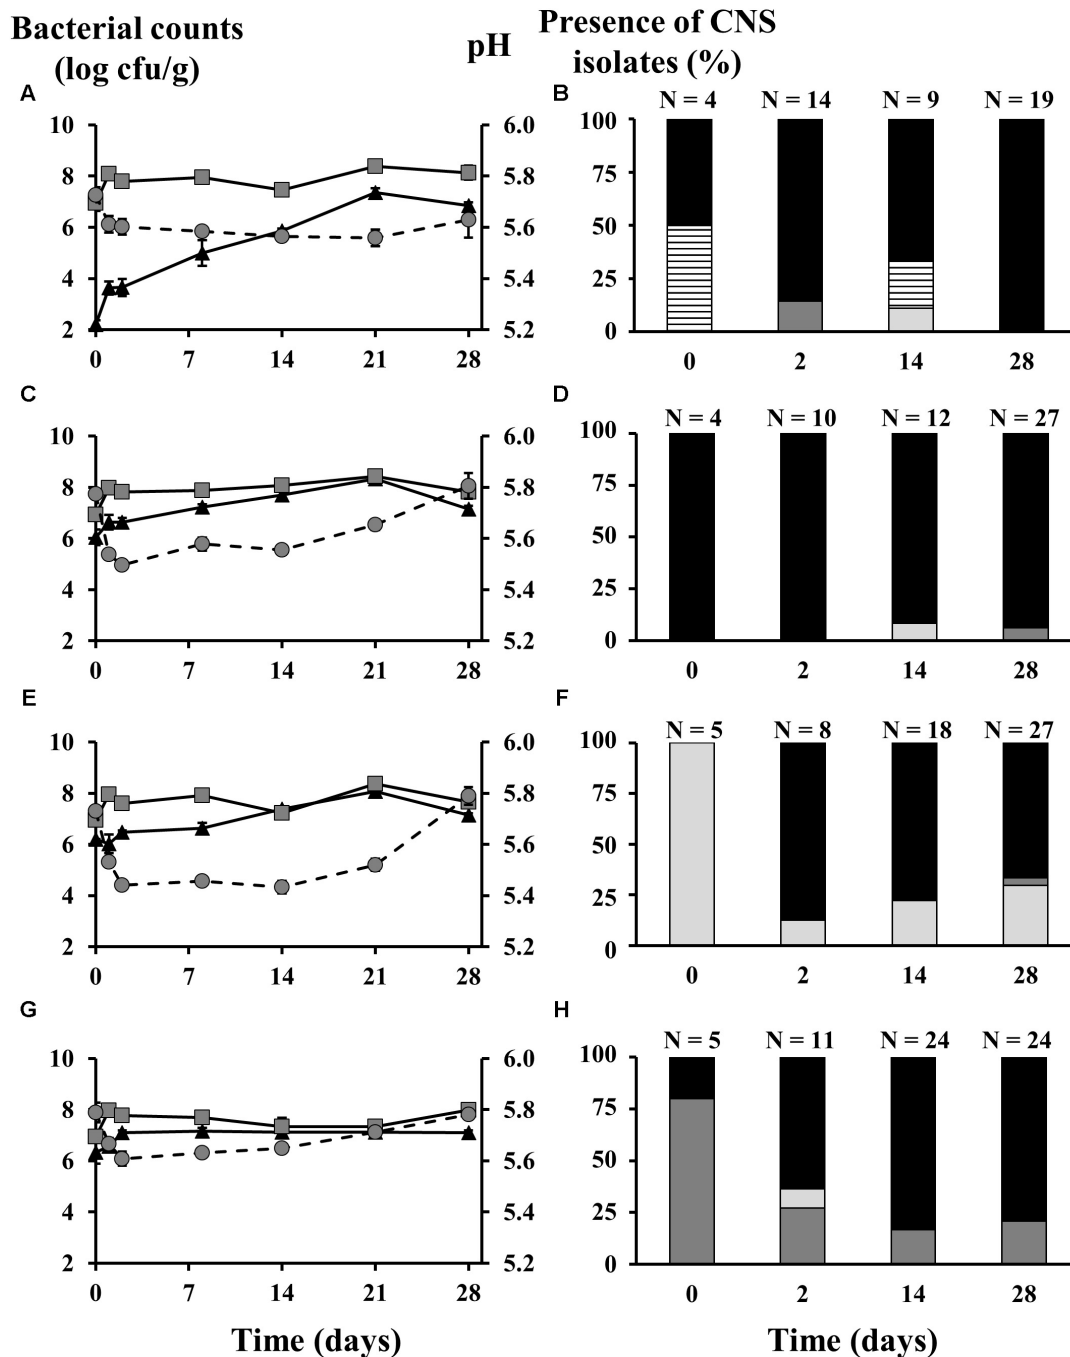 Bacterial counts
(log cfu/g)
pH
Presence of CNS
isolates (%)
A
10
8
6
4
2
6.0
5.8
5.6
5.4
5.2
0 7 14 21 28
B
N = 4 N = 14 N = 9 N = 19
100
75
50
25
0
0 2 14 28
C
10
8
6
4
2
6.0
5.8
5.6
5.4
5.2
0 7 14 21 28
D
N = 4 N = 10 N = 12 N = 27
100
75
50
25
0
0 2 14 28
E
10
8
6
4
2
6.0
5.8
5.6
5.4
5.2
0 7 14 21 28
F
N = 5 N = 8 N = 18 N = 27
100
75
50
25
0
0 2 14 28
G
10
8
6
4
2
6.0
5.8
5.6
5.4
5.2
0 7 14 21 28
Time (days)
H
N = 5 N = 11 N = 24 N = 24
100
75
50
25
0
0 2 14 28
Time (days)